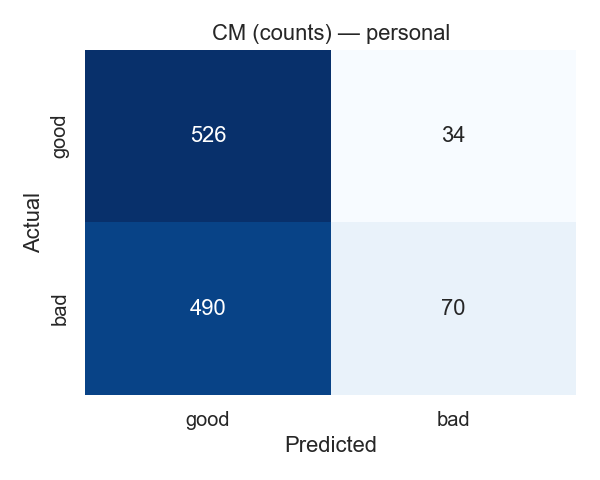 CM (counts) — personal
good
526
34
Actual
bad
490
70
good
bad
Predicted